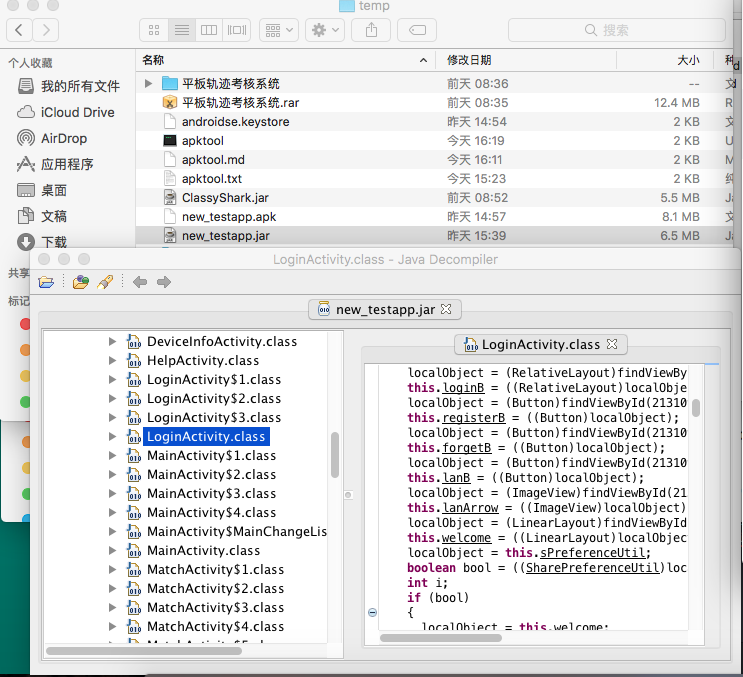 temp
搜索
个人收藏
我的所有文件
iCloud Drive
AirDrop
应用程序
桌面
文稿
下载
共享
标记
名称 修改日期 大小 种
平板轨迹考核系统 前天 08:36 -- 文
平板轨迹考核系统.rar 前天 08:35 12.4 MB R
androidse.keystore 昨天 14:54 2 KB 文
apktool 今天 16:19 2 KB U
apktool.md 今天 16:11 2 KB M
apktool.txt 今天 15:23 2 KB 纯
ClassyShark.jar 前天 08:52 5.5 MB Ja
new_testapp.apk 昨天 14:57 8.1 MB 文
new_testapp.jar 昨天 15:39 6.5 MB Ja
LoginActivity.class - Java Decompiler
new_testapp.jar
DeviceInfoActivity.class
HelpActivity.class
LoginActivity$1.class
LoginActivity$2.class
LoginActivity$3.class
LoginActivity.class
MainActivity$1.class
MainActivity$2.class
MainActivity$3.class
MainActivity$4.class
MainActivity$MainChangeLis
MainActivity.class
MatchActivity$1.class
MatchActivity$2.class
MatchActivity$3.class
MatchActivity$4.class
LoginActivity.class
localObject = (RelativeLayout)findViewBy
this.loginB = ((RelativeLayout)localObje
localObject = (Button)findViewById(21310
this.registerB = ((Button)localObject);
localObject = (Button)findViewById(21310
this.forgetB = ((Button)localObject);
localObject = (Button)findViewById(21310
this.lanB = ((Button)localObject);
localObject = (ImageView)findViewById(21
this.lanArrow = ((ImageView)localObject)
localObject = (LinearLayout)findViewById
this.welcome = ((LinearLayout)localObjec
localObject = this.sPreferenceUtil;
boolean bool = ((SharePreferenceUtil)loc
int i;
if (bool)
{
localObject = this.welcome;